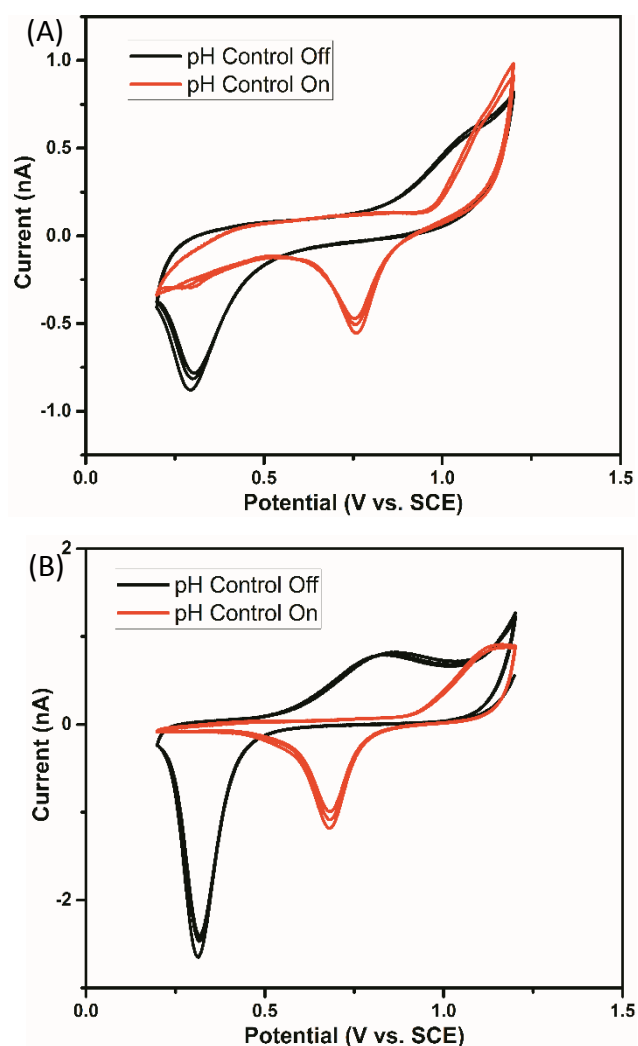 (A)
pH Control Off
pH Control On
1.0
0.5
0.0
-0.5
-1.0
Current (nA)
0.0
0.5
1.0
1.5
Potential (V vs. SCE)
(B)
pH Control Off
pH Control On
2
0
-2
Current (nA)
0.0
0.5
1.0
1.5
Potential (V vs. SCE)